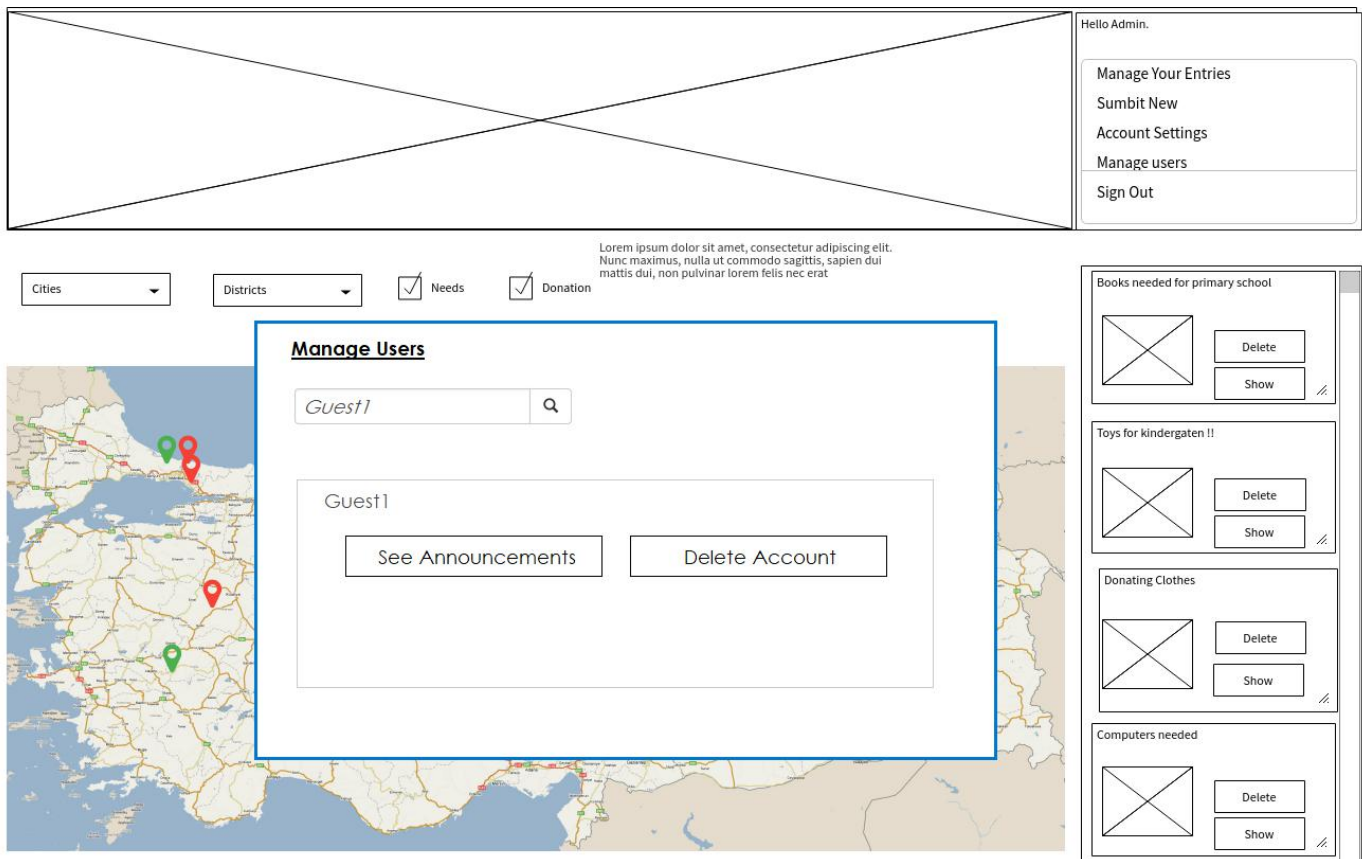 Hello Admin.
Manage Your Entries
Sumbit New
Account Settings
Manage users
Sign Out
Lorem ipsum dolor sit amet, consectetur adipiscing elit.
Nunc maximus, nulla ut commodo sagittis, sapien dui
mattis dui, non pulvinar lorem felis nec erat
Cities
Districts
Needs
Donation
Manage Users
Guest1
Guest1
See Announcements
Delete Account
Books needed for primary school
Delete
Show
Toys for kindergaten !!
Delete
Show
Donating Clothes
Delete
Show
Computers needed
Delete
Show